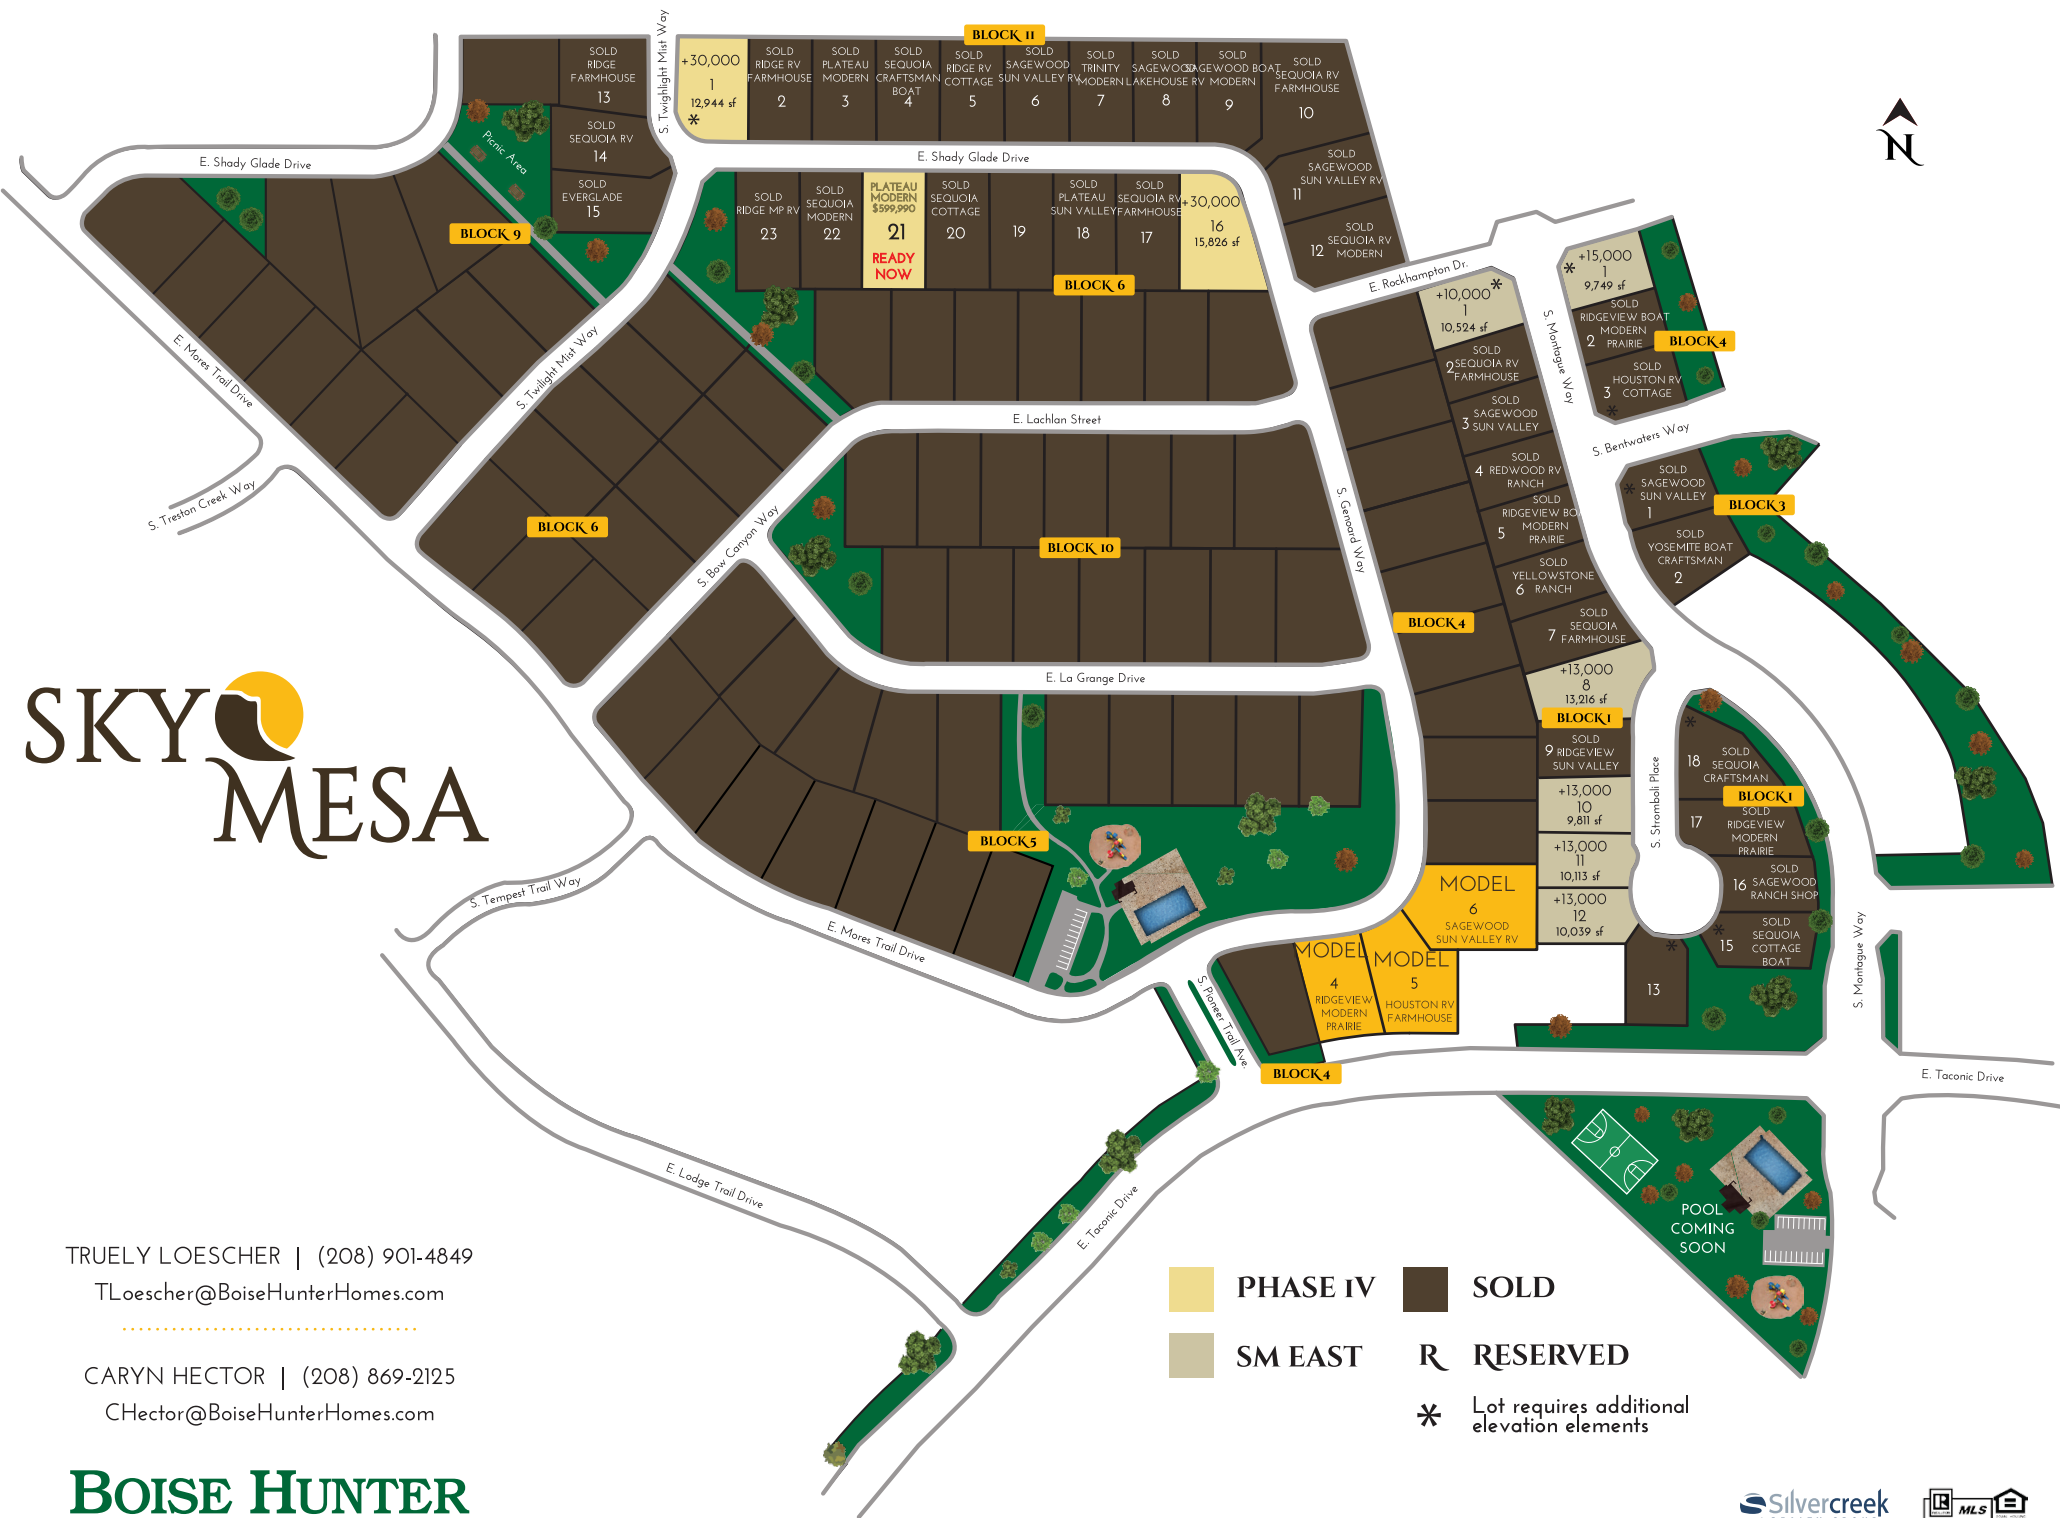 BLOCK 11
S. Twighlight Mist Way
SOLD
RIDGE
FARMHOUSE
13
+30,000
1
12,944 sf
*
SOLD
RIDGE RV
FARMHOUSE
2
SOLD
PLATEAU
MODERN
3
SOLD
SEQUOIA
CRAFTSMAN
BOAT
4
SOLD
RIDGE RV
COTTAGE
5
SOLD
SAGEWOOD
SUN VALLEY RV
6
SOLD
TRINITY
MODERN
7
SOLD
SAGEWOOD
LAKEHOUSE RV
8
SOLD
SAGEWOOD BOAT
MODERN
9
SOLD
SEQUOIA RV
FARMHOUSE
10
N
SOLD
SEQUOIA RV
14
Picnic Area
E. Shady Glade Drive
E. Shady Glade Drive
SOLD
SAGEWOOD
SUN VALLEY RV
11
SOLD
EVERGLADE
15
BLOCK 9
SOLD
RIDGE MP RV
23
SOLD
SEQUOIA
MODERN
22
PLATEAU
MODERN
$599,990
21
READY
NOW
SOLD
SEQUOIA
COTTAGE
20
19
SOLD
PLATEAU
SUN VALLEY
18
SOLD
SEQUOIA RV
FARMHOUSE
17
+30,000
16
15,826 sf
12
SOLD
SEQUOIA RV
MODERN
BLOCK 6
E. Rockhampton Dr.
+10,000
*
1
10,524 sf
S. Montague Way
+15,000
*
1
9,749 sf
SOLD
RIDGEVIEW BOAT
MODERN
2 PRAIRIE
BLOCK 4
SOLD
HOUSTON RV
3 COTTAGE
*
E. Mores Trail Drive
S. Twilight Mist Way
SOLD
2 SEQUOIA RV
FARMHOUSE
SOLD
SAGEWOOD
3 SUN VALLEY
E. Lachlan Street
S. Bentwaters Way
SOLD
4 REDWOOD RV
RANCH
SOLD
RIDGEVIEW BO
MODERN
5 PRAIRIE
SOLD
SAGEWOOD
* SUN VALLEY
1
BLOCK 3
S. Treston Creek Way
BLOCK 6
S. Bow Canyon Way
BLOCK 10
S. Genoard Way
SOLD
YOSEMITE BOAT
CRAFTSMAN
2
SOLD
YELLOWSTONE
6 RANCH
BLOCK 4
SOLD
SEQUOIA
7 FARMHOUSE
E. La Grange Drive
+13,000
8
13,216 sf
BLOCK 1
SOLD
9 RIDGEVIEW
SUN VALLEY
+13,000
10
9,811 sf
+13,000
11
10,113 sf
+13,000
12
10,039 sf
S. Stromboli Place
*
18
SOLD
SEQUOIA
CRAFTSMAN
BLOCK 1
17
SOLD
RIDGEVIEW
MODERN
PRAIRIE
16
SOLD
SAGEWOOD
RANCH SHOP
*
15
SOLD
SEQUOIA
COTTAGE
BOAT
*
13
SKY
MESA
BLOCK 5
S. Tempest Trail Way
E. Mores Trail Drive
MODEL
6
SAGEWOOD
SUN VALLEY RV
MODEL
4
RIDGEVIEW
MODERN
PRAIRIE
MODEL
5
HOUSTON RV
FARMHOUSE
S. Pioneer Trail Ave.
BLOCK 4
S. Montague Way
E. Taconic Drive
E. Lodge Trail Drive
E. Taconic Drive
POOL
COMING
SOON
TRUELY LOESCHER | (208) 901-4849
TLoescher@BoiseHunterHomes.com
CARYN HECTOR | (208) 869-2125
CHector@BoiseHunterHomes.com
BOISE HUNTER
PHASE IV
SOLD
SM EAST
R RESERVED
* Lot requires additional
elevation elements
Silvercreek
R
MLS